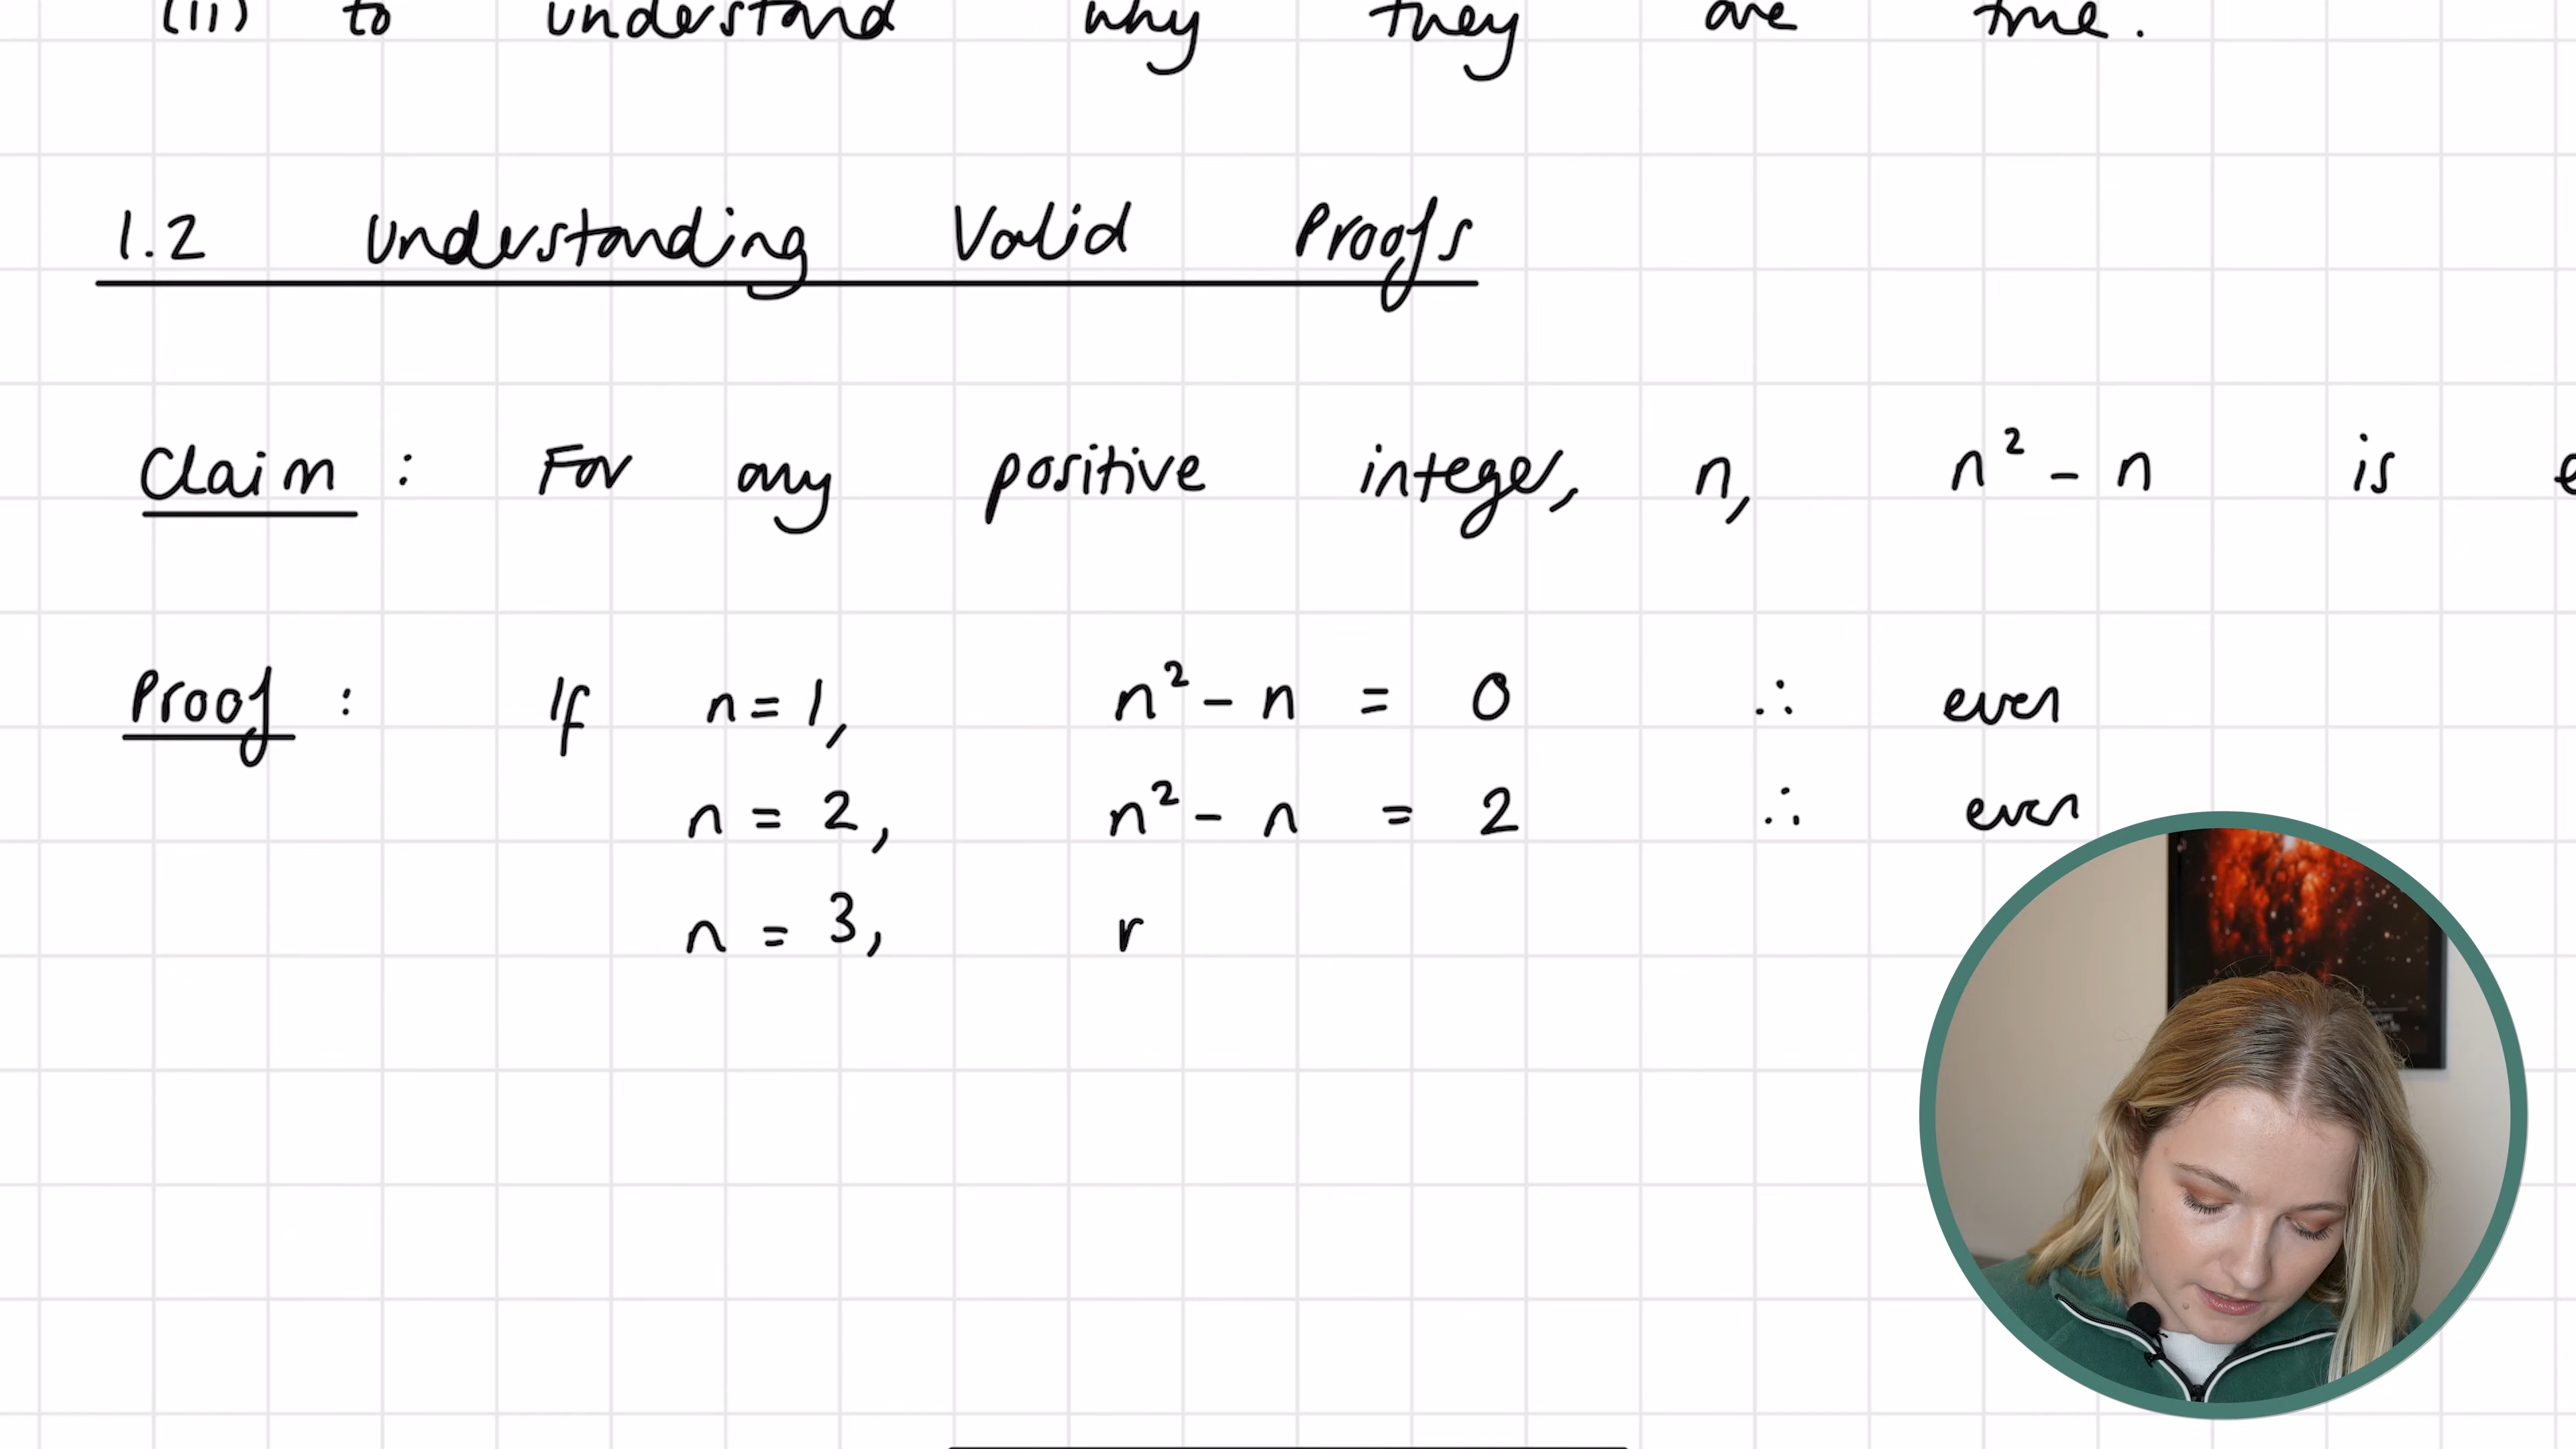 (ii) to understand why they are true.
1.2 Understanding Valid Proofs
Claim : For any positive integer, n, n² - n is e
Proof : If n = 1, n² - n = 0 ∴ even
n = 2, n² - n = 2 ∴ even
n = 3, r